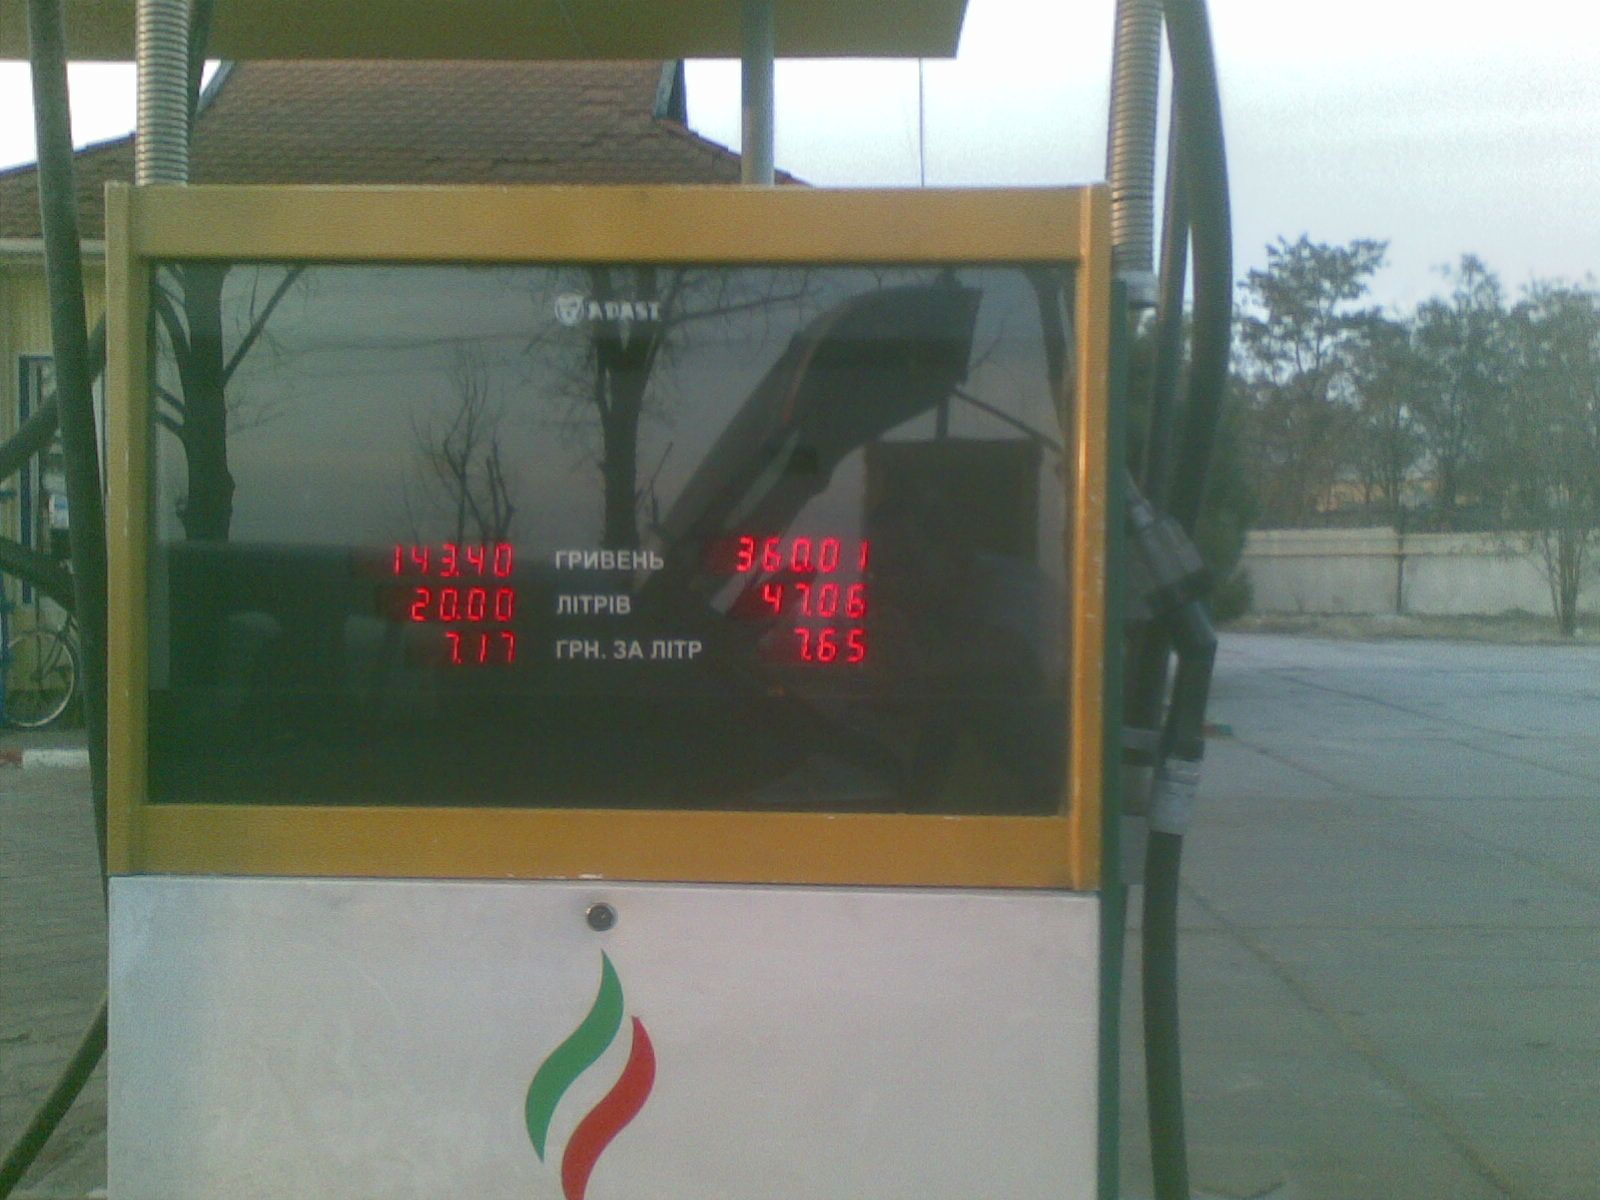 ADAST
143.40 ГРИВЕНЬ 360.01
20.00 ЛІТРІВ 47.06
7.17 ГРН. ЗА ЛІТР 7.65